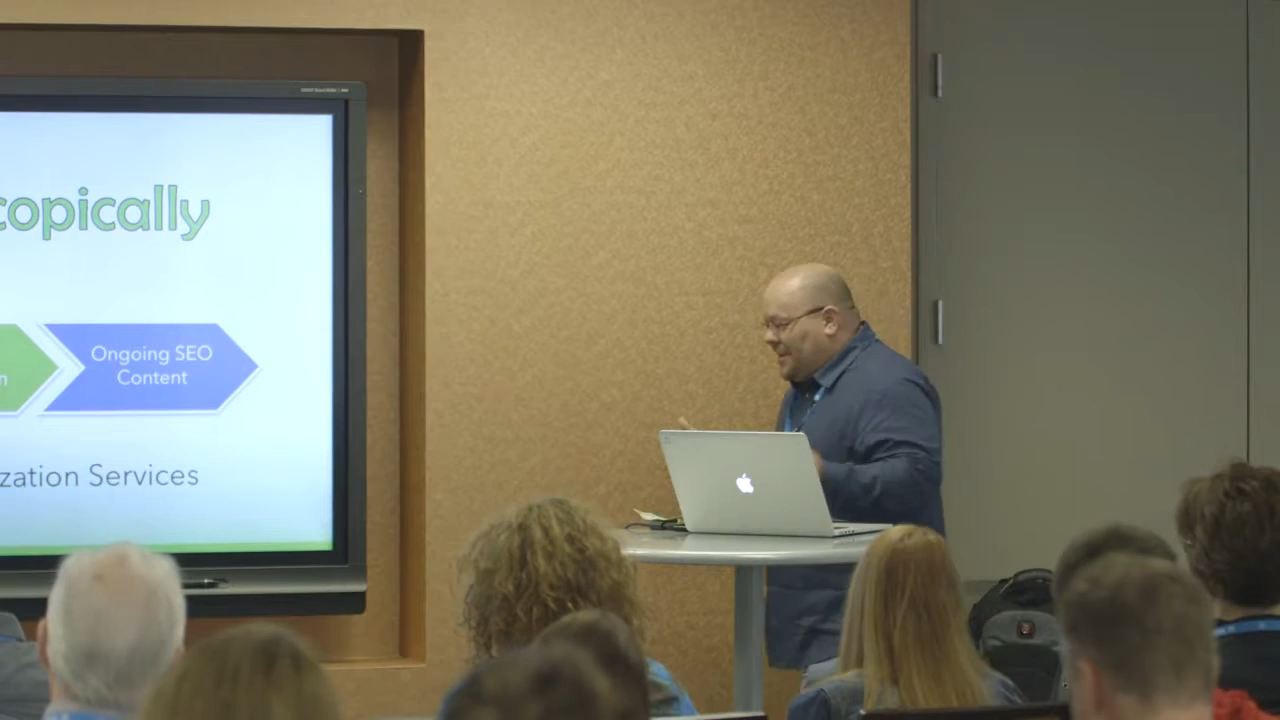 copically
n
Ongoing SEO
Content
zation Services